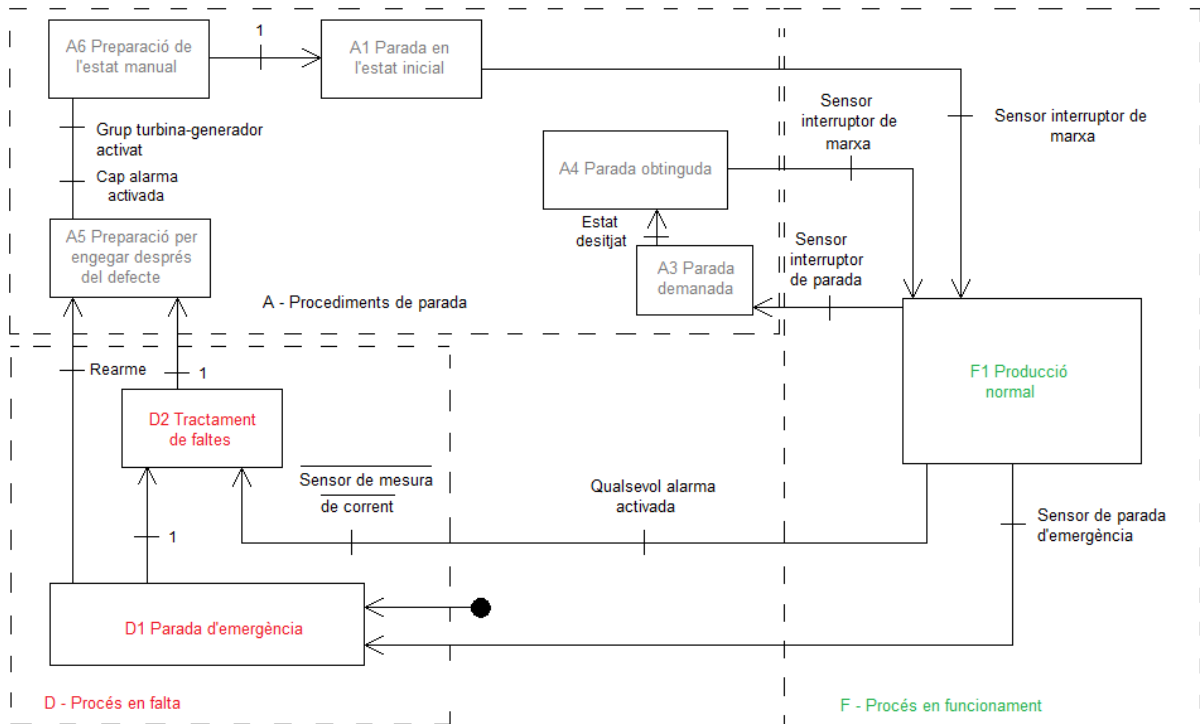 A6 Preparació de
l'estat manual
1
A1 Parada en
l'estat inicial
Sensor
interruptor de
marxa
Sensor interruptor de
marxa
Grup turbina-generador
activat
Cap alarma
activada
A4 Parada obtinguda
Estat
desitjat
Sensor
interruptor
de parada
A5 Preparació per
engegar després
del defecte
A3 Parada
demanada
A - Procediments de parada
F1 Producció
normal
Rearme
1
D2 Tractament
de faltes
Sensor de mesura
de corrent
Qualsevol alarma
activada
Sensor de parada
d'emergència
1
D1 Parada d'emergència
D - Procés en falta
F - Procés en funcionament